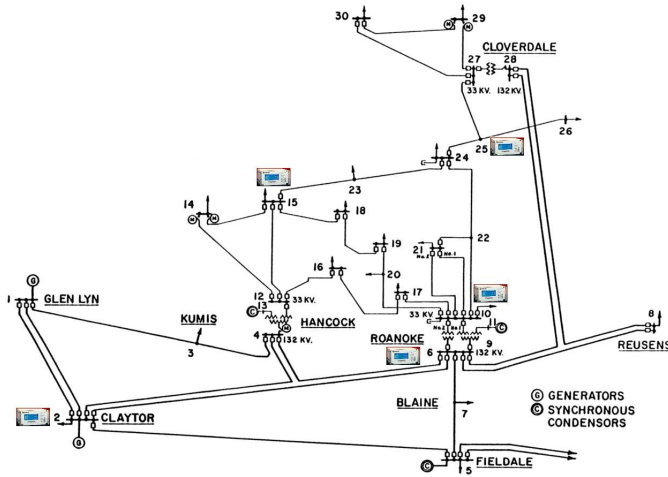 30
29
CLOVERDALE
27 28
33 KV. 132 KV.
26
25
24
23
14
15
18
22
21
No.2 No.1
19
16
20
17
1 GLEN LYN
G
12 33 KV.
13
C
HANCOCK
KUMIS
3
4 132 KV.
33 KV. 10
No.2 No.1 11
C
ROANOKE
9
6 132 KV.
8
REUSENS
2 CLAYTOR
G
BLAINE
7
G GENERATORS
C SYNCHRONOUS
CONDENSORS
C
5 FIELDALE